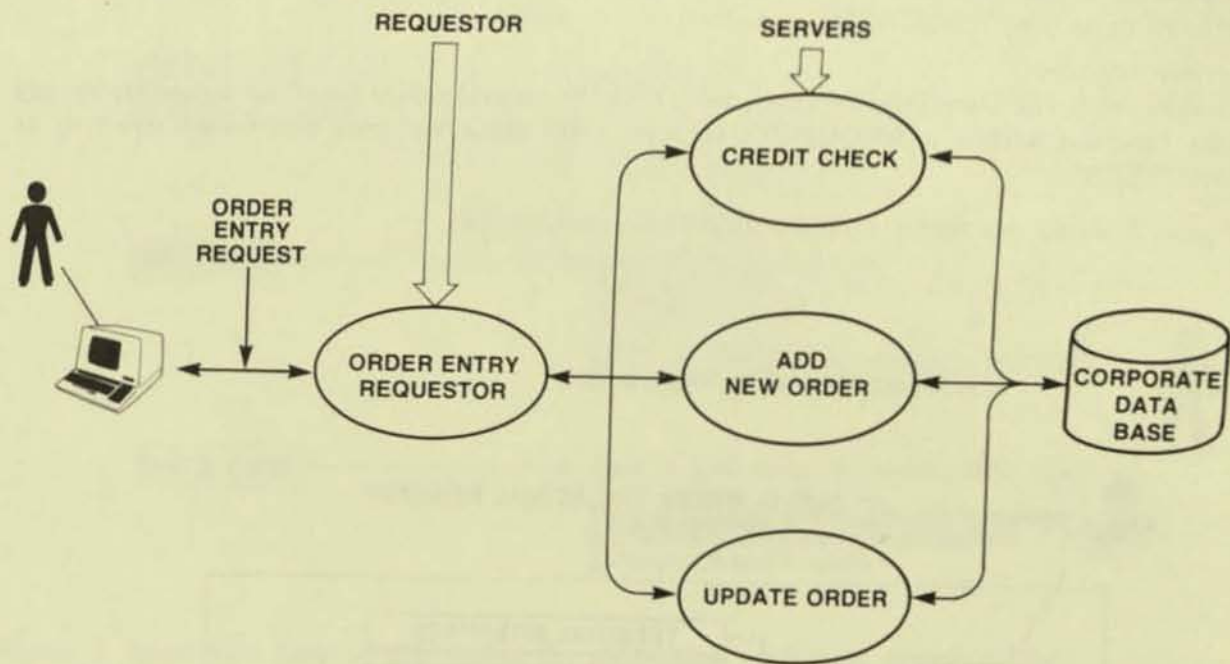 REQUESTOR
SERVERS
CREDIT CHECK
ORDER
ENTRY
REQUEST
ORDER ENTRY
REQUESTOR
ADD
NEW ORDER
CORPORATE
DATA
BASE
UPDATE ORDER